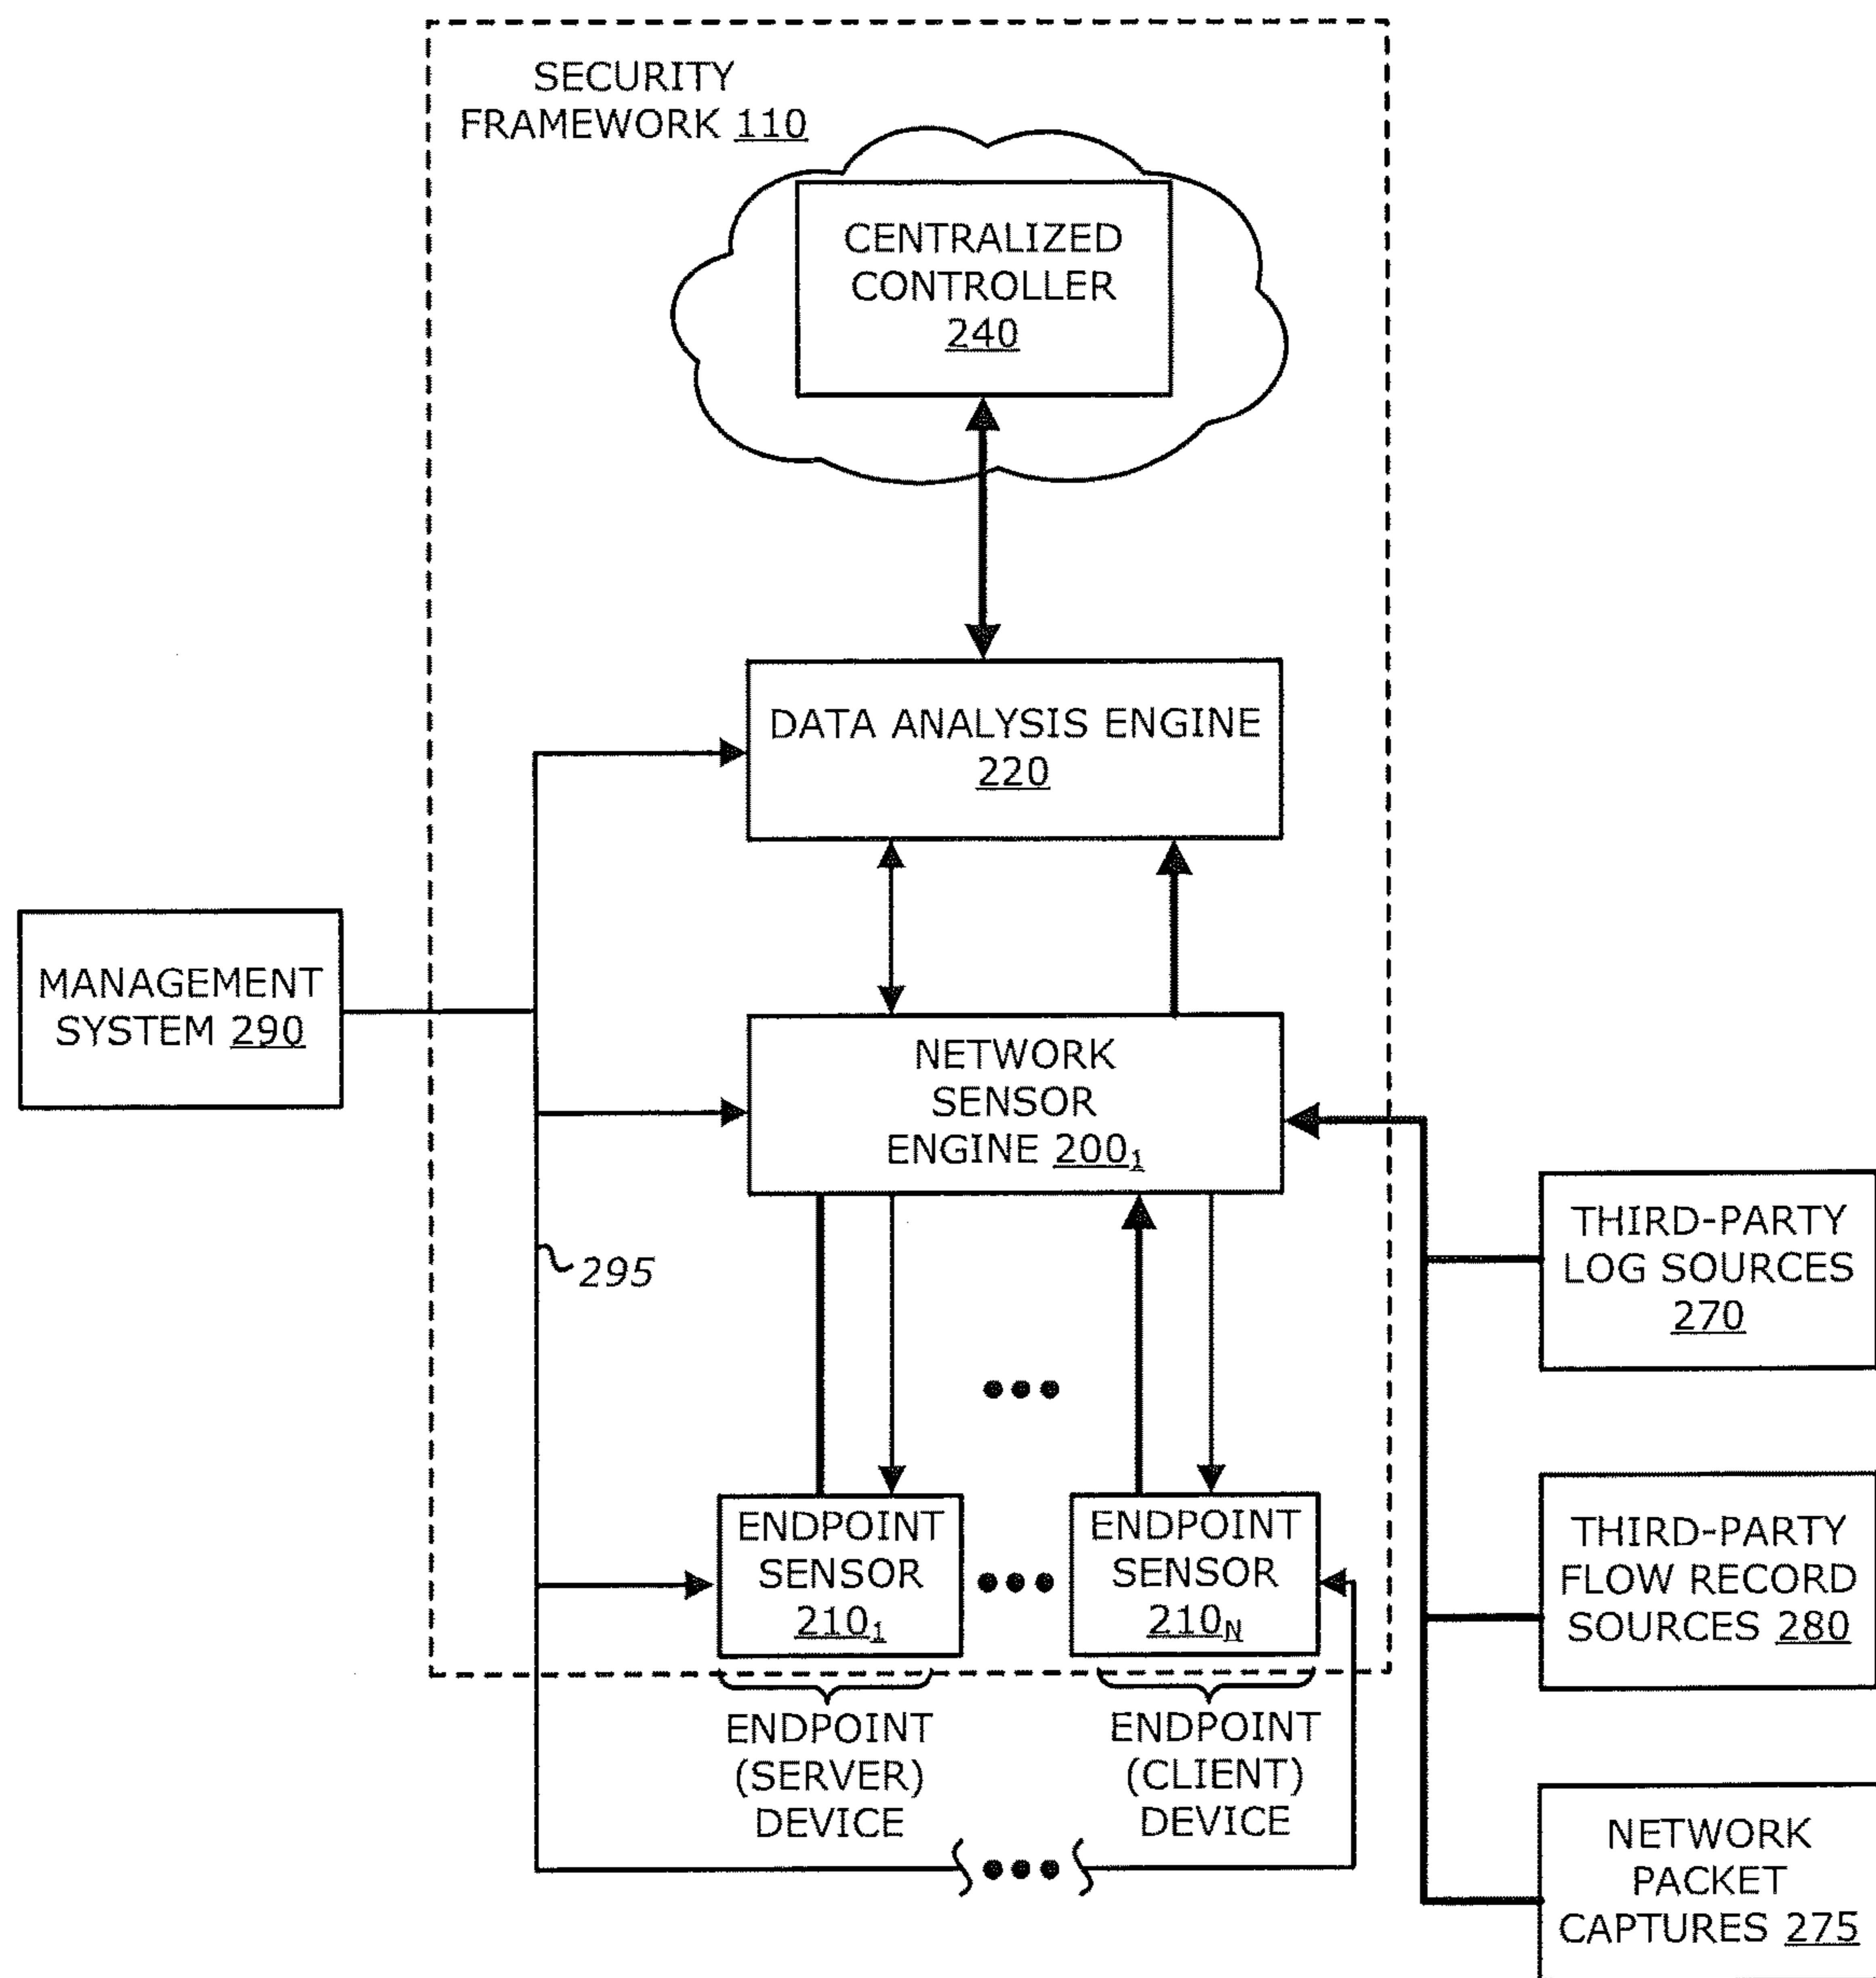 SECURITY
FRAMEWORK 110
CENTRALIZED
CONTROLLER
240
DATA ANALYSIS ENGINE
220
MANAGEMENT
SYSTEM 290
NETWORK
SENSOR
ENGINE 200₁
295
THIRD-PARTY
LOG SOURCES
270
ENDPOINT
SENSOR
210₁
ENDPOINT
SENSOR
210N
THIRD-PARTY
FLOW RECORD
SOURCES 280
ENDPOINT
(SERVER)
DEVICE
ENDPOINT
(CLIENT)
DEVICE
NETWORK
PACKET
CAPTURES 275